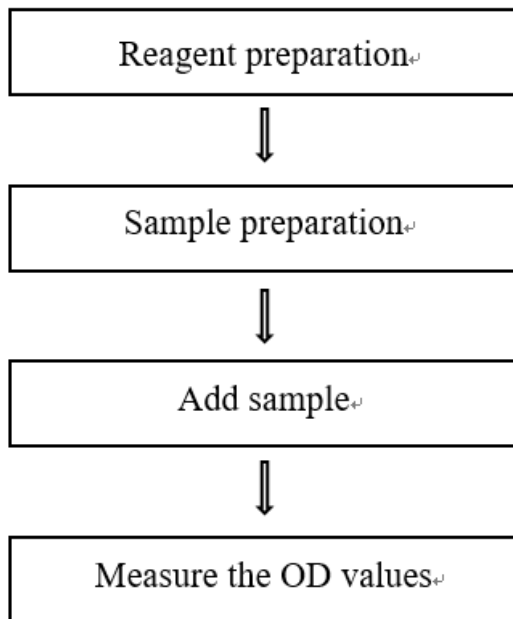 Reagent preparation
Sample preparation
Add sample
Measure the OD values